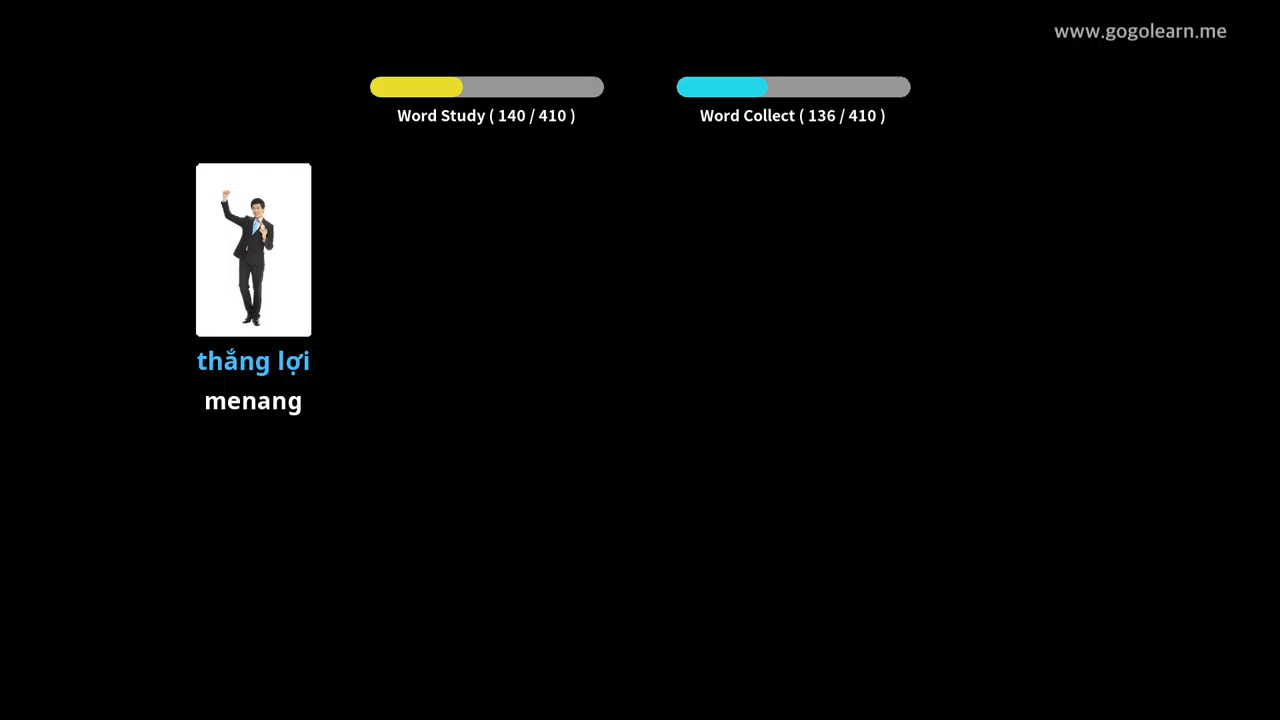 www.gogolearn.me
Word Study ( 140 / 410 )
Word Collect ( 136 / 410 )
thắng lợi
menang